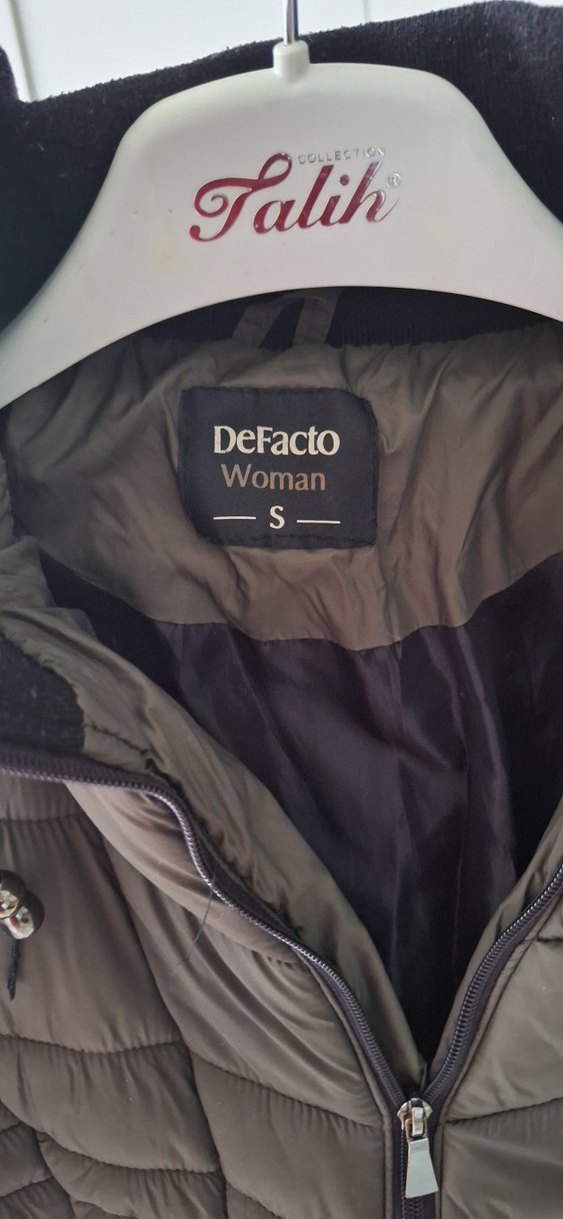 COLLECTION
Talih®
DeFacto
Woman
S